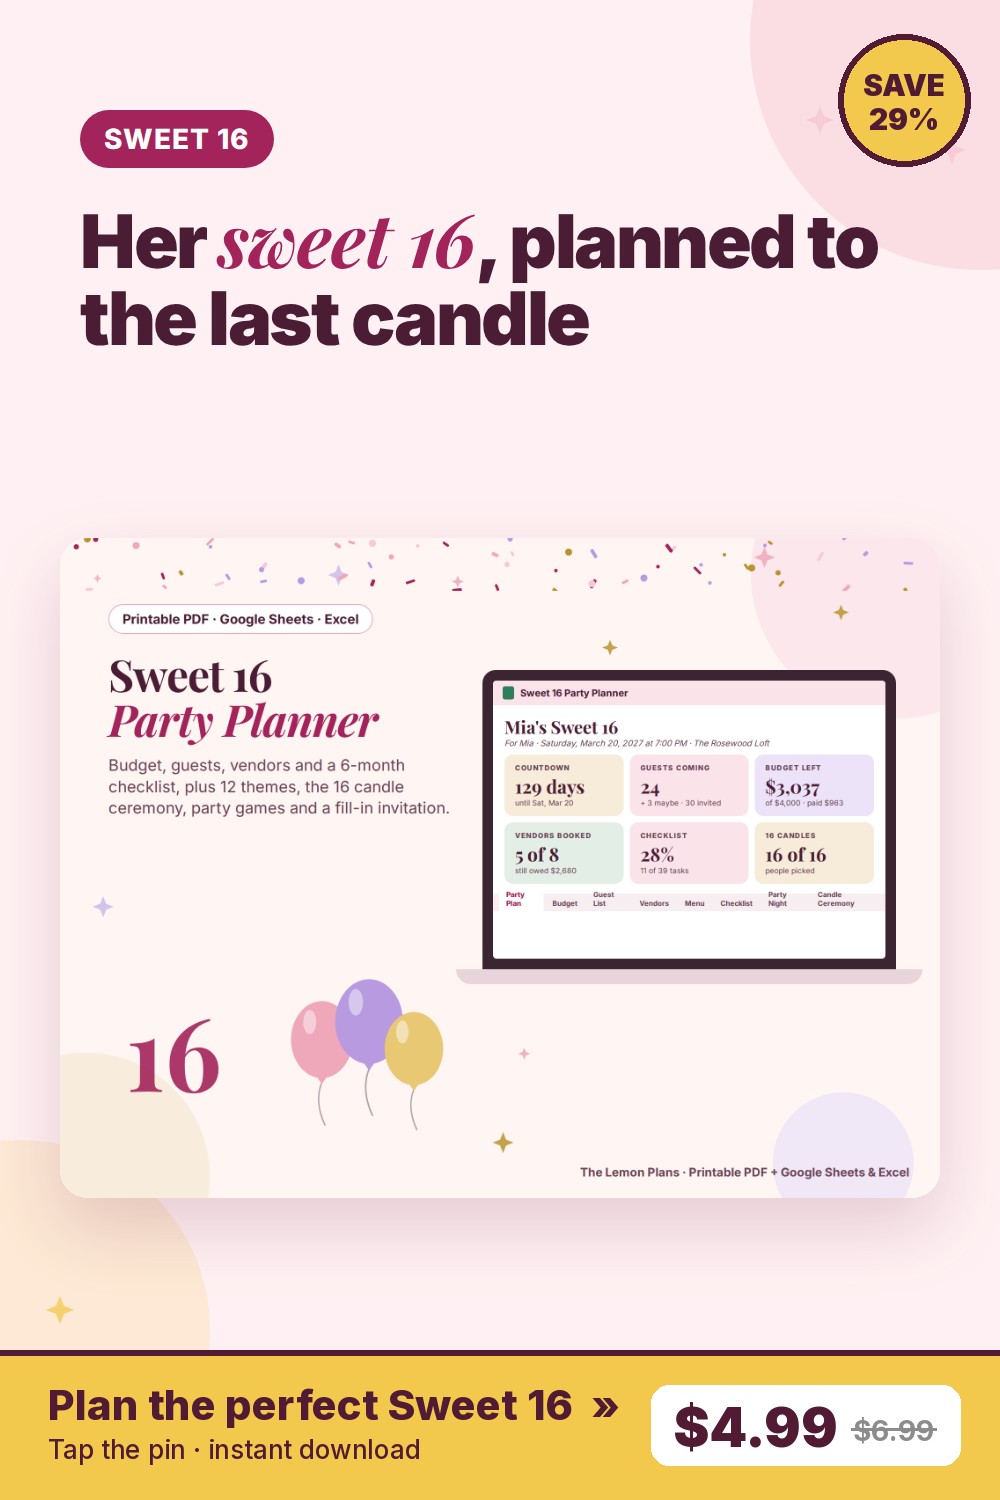 SAVE
29%
SWEET 16
Her sweet 16, planned to
the last candle
Printable PDF · Google Sheets · Excel
Sweet 16
Party Planner
Budget, guests, vendors and a 6-month
checklist, plus 12 themes, the 16 candle
ceremony, party games and a fill-in invitation.
Sweet 16 Party Planner
Mia's Sweet 16
For Mia · Saturday, March 20, 2027 at 7:00 PM · The Rosewood Loft
COUNTDOWN
129 days
until Sat, Mar 20
GUESTS COMING
24
+ 3 maybe · 30 invited
BUDGET LEFT
$3,037
of $4,000 · paid $963
VENDORS BOOKED
5 of 8
still owed $2,680
CHECKLIST
28%
11 of 39 tasks
16 CANDLES
16 of 16
people picked
Party
Plan
Budget
Guest
List
Vendors
Menu
Checklist
Party
Night
Candle
Ceremony
16
The Lemon Plans · Printable PDF + Google Sheets & Excel
Plan the perfect Sweet 16 »
Tap the pin · instant download
$4.99 $6.99